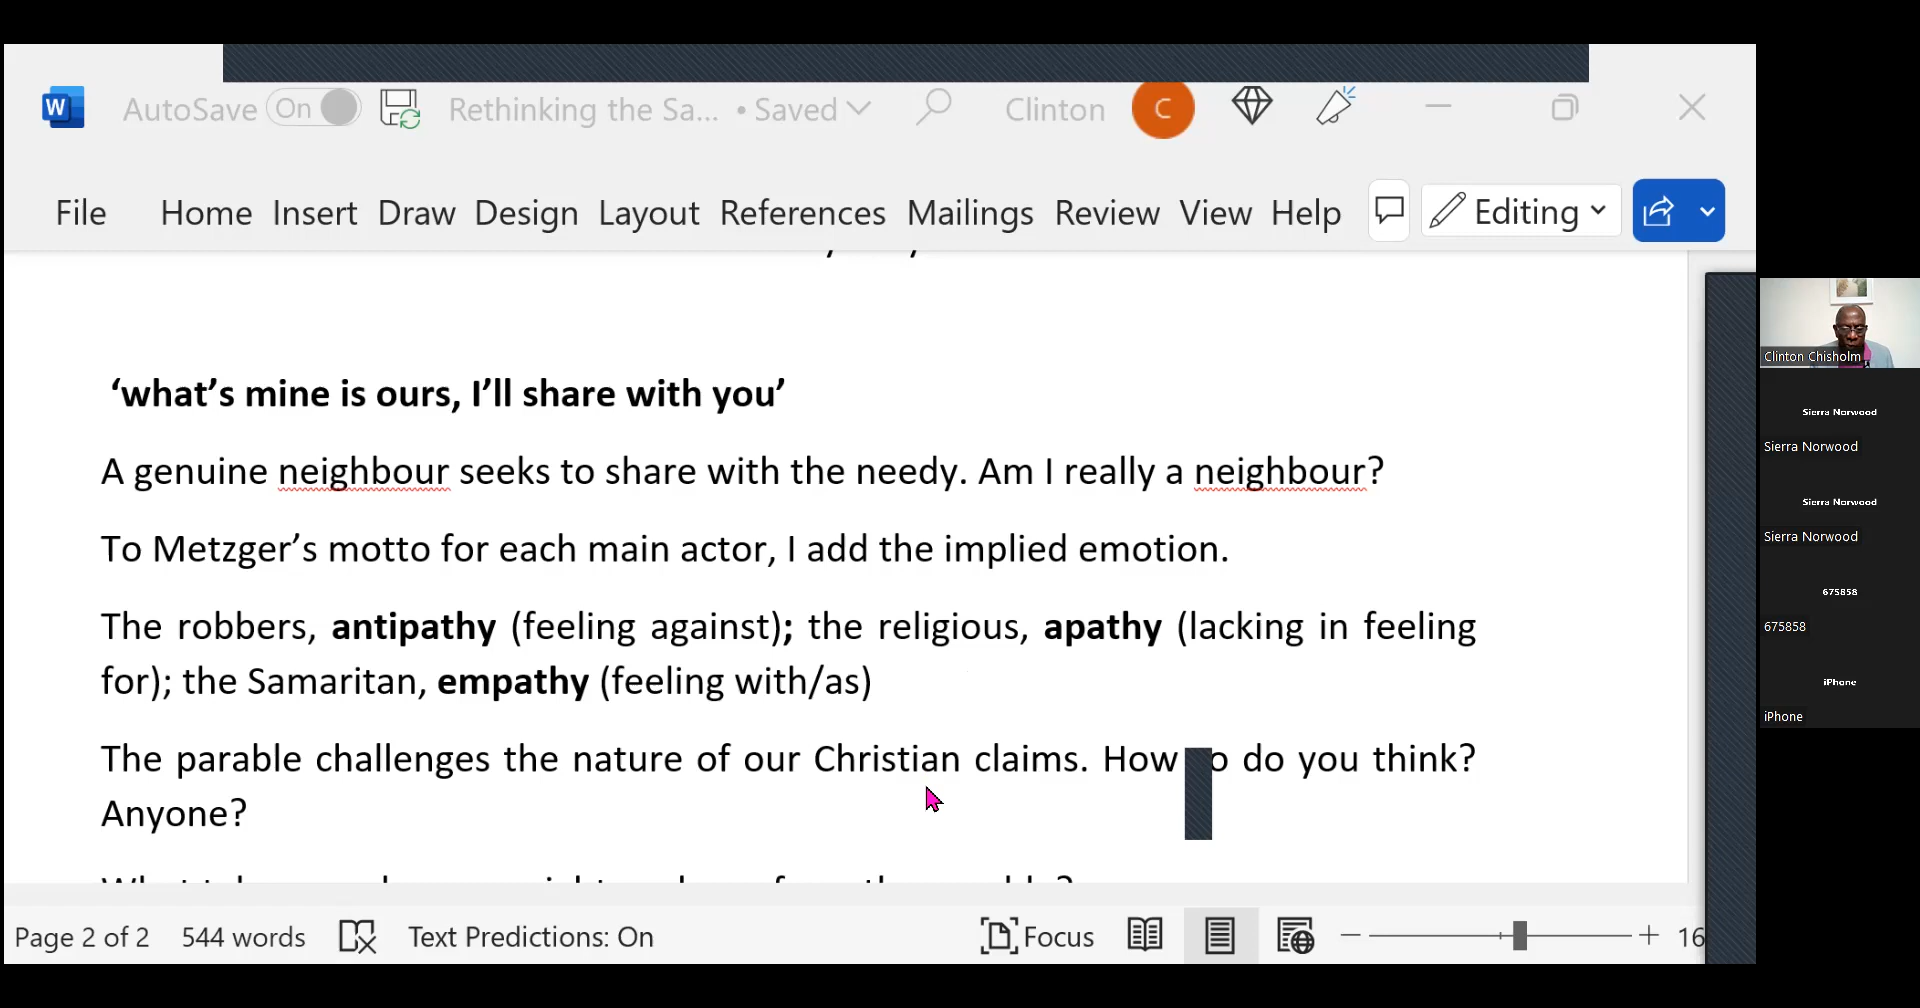 W AutoSave On Rethinking the Sa... • Saved Clinton C
File Home Insert Draw Design Layout References Mailings Review View Help Editing
‘what’s mine is ours, I’ll share with you’
A genuine neighbour seeks to share with the needy. Am I really a neighbour?
To Metzger’s motto for each main actor, I add the implied emotion.
The robbers, antipathy (feeling against); the religious, apathy (lacking in feeling
for); the Samaritan, empathy (feeling with/as)
The parable challenges the nature of our Christian claims. How do you think?
Anyone?
Page 2 of 2 544 words Text Predictions: On Focus
Clinton Chisholm
Sierra Norwood
Sierra Norwood
Sierra Norwood
Sierra Norwood
675858
675858
iPhone
iPhone